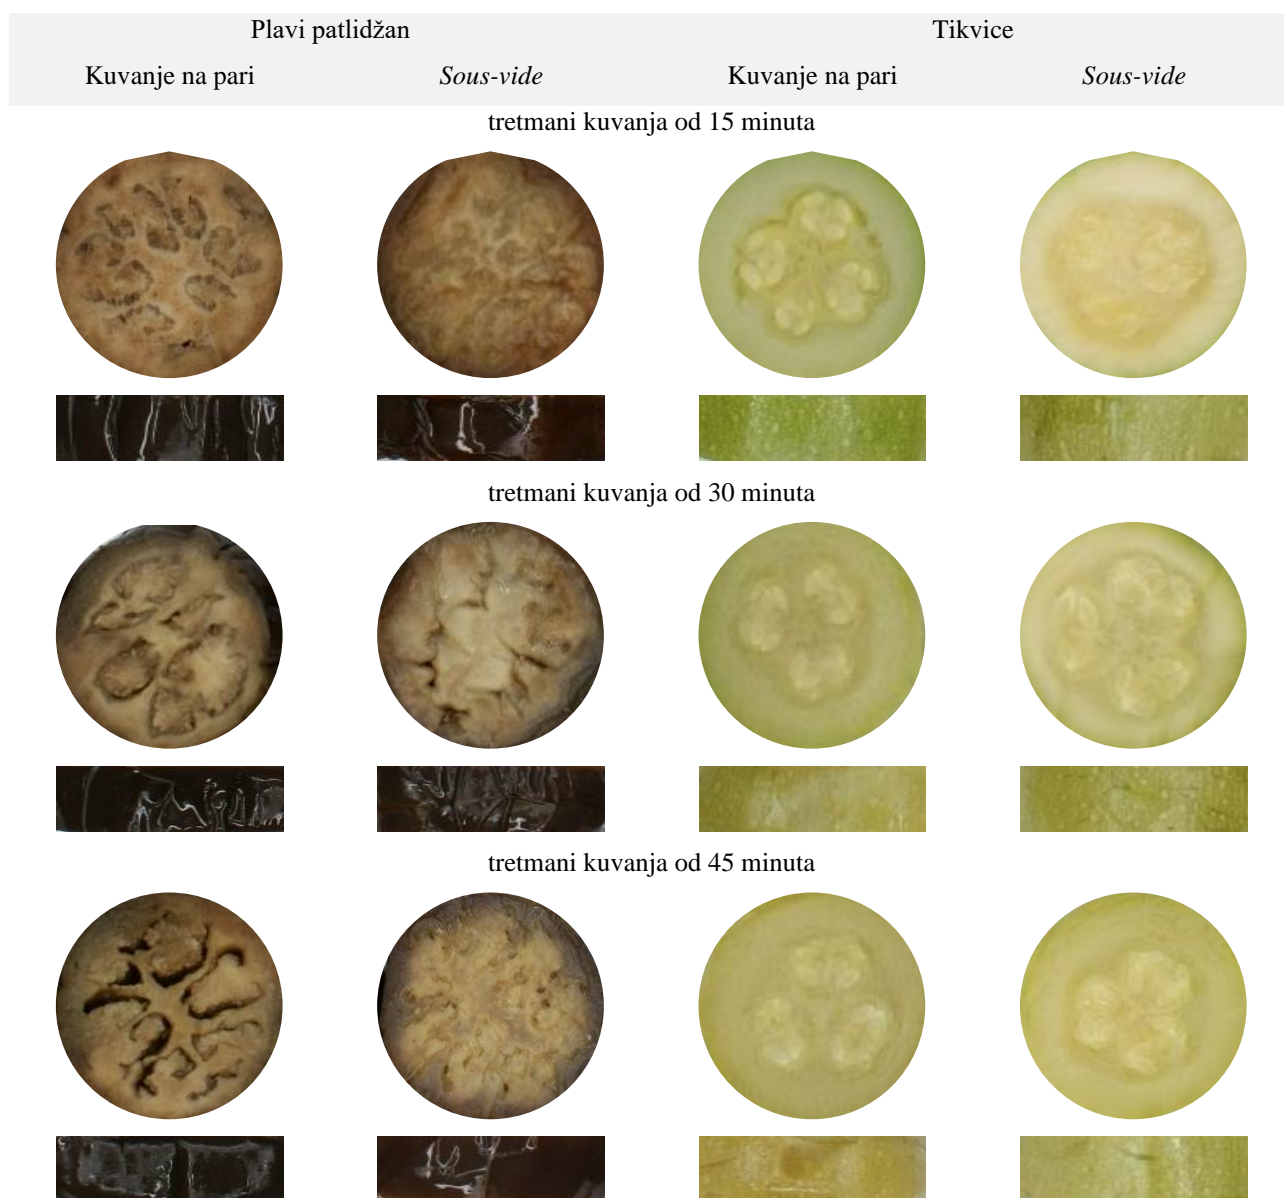 Plavi patlidžan Tikvice
Kuvanje na pari Sous-vide Kuvanje na pari Sous-vide
tretmani kuvanja od 15 minuta
tretmani kuvanja od 30 minuta
tretmani kuvanja od 45 minuta